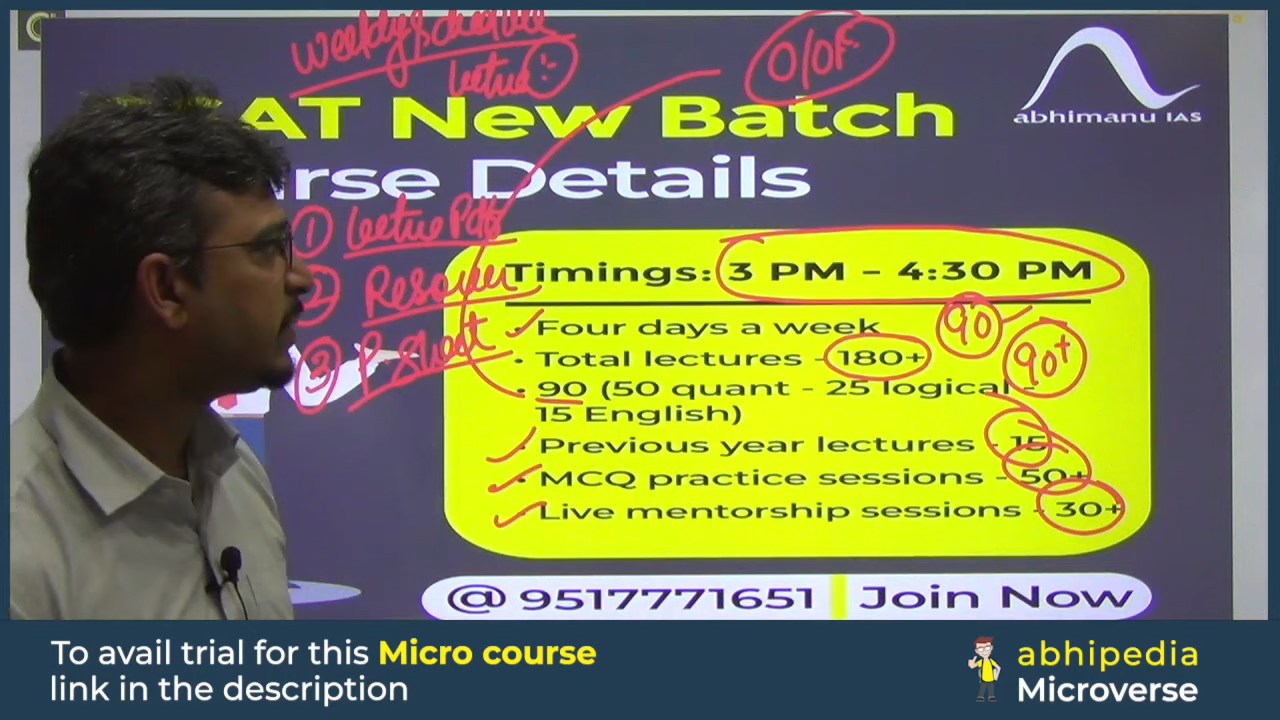 Weekly schedule
Lecture :-
O/OF
AT New Batch
abhimanu IAS
rse Details
① Lecture Pdfs
② Resource
③ P. sheet
Timings: 3 PM – 4:30 PM
• Four days a week
90
• Total lectures - 180+
90+
• 90 (50 quant - 25 logical -
15 English)
• Previous year lectures - 15
• MCQ practice sessions - 50+
• Live mentorship sessions - 30+
@ 9517771651 Join Now
To avail trial for this Micro course
link in the description
abhipedia
Microverse